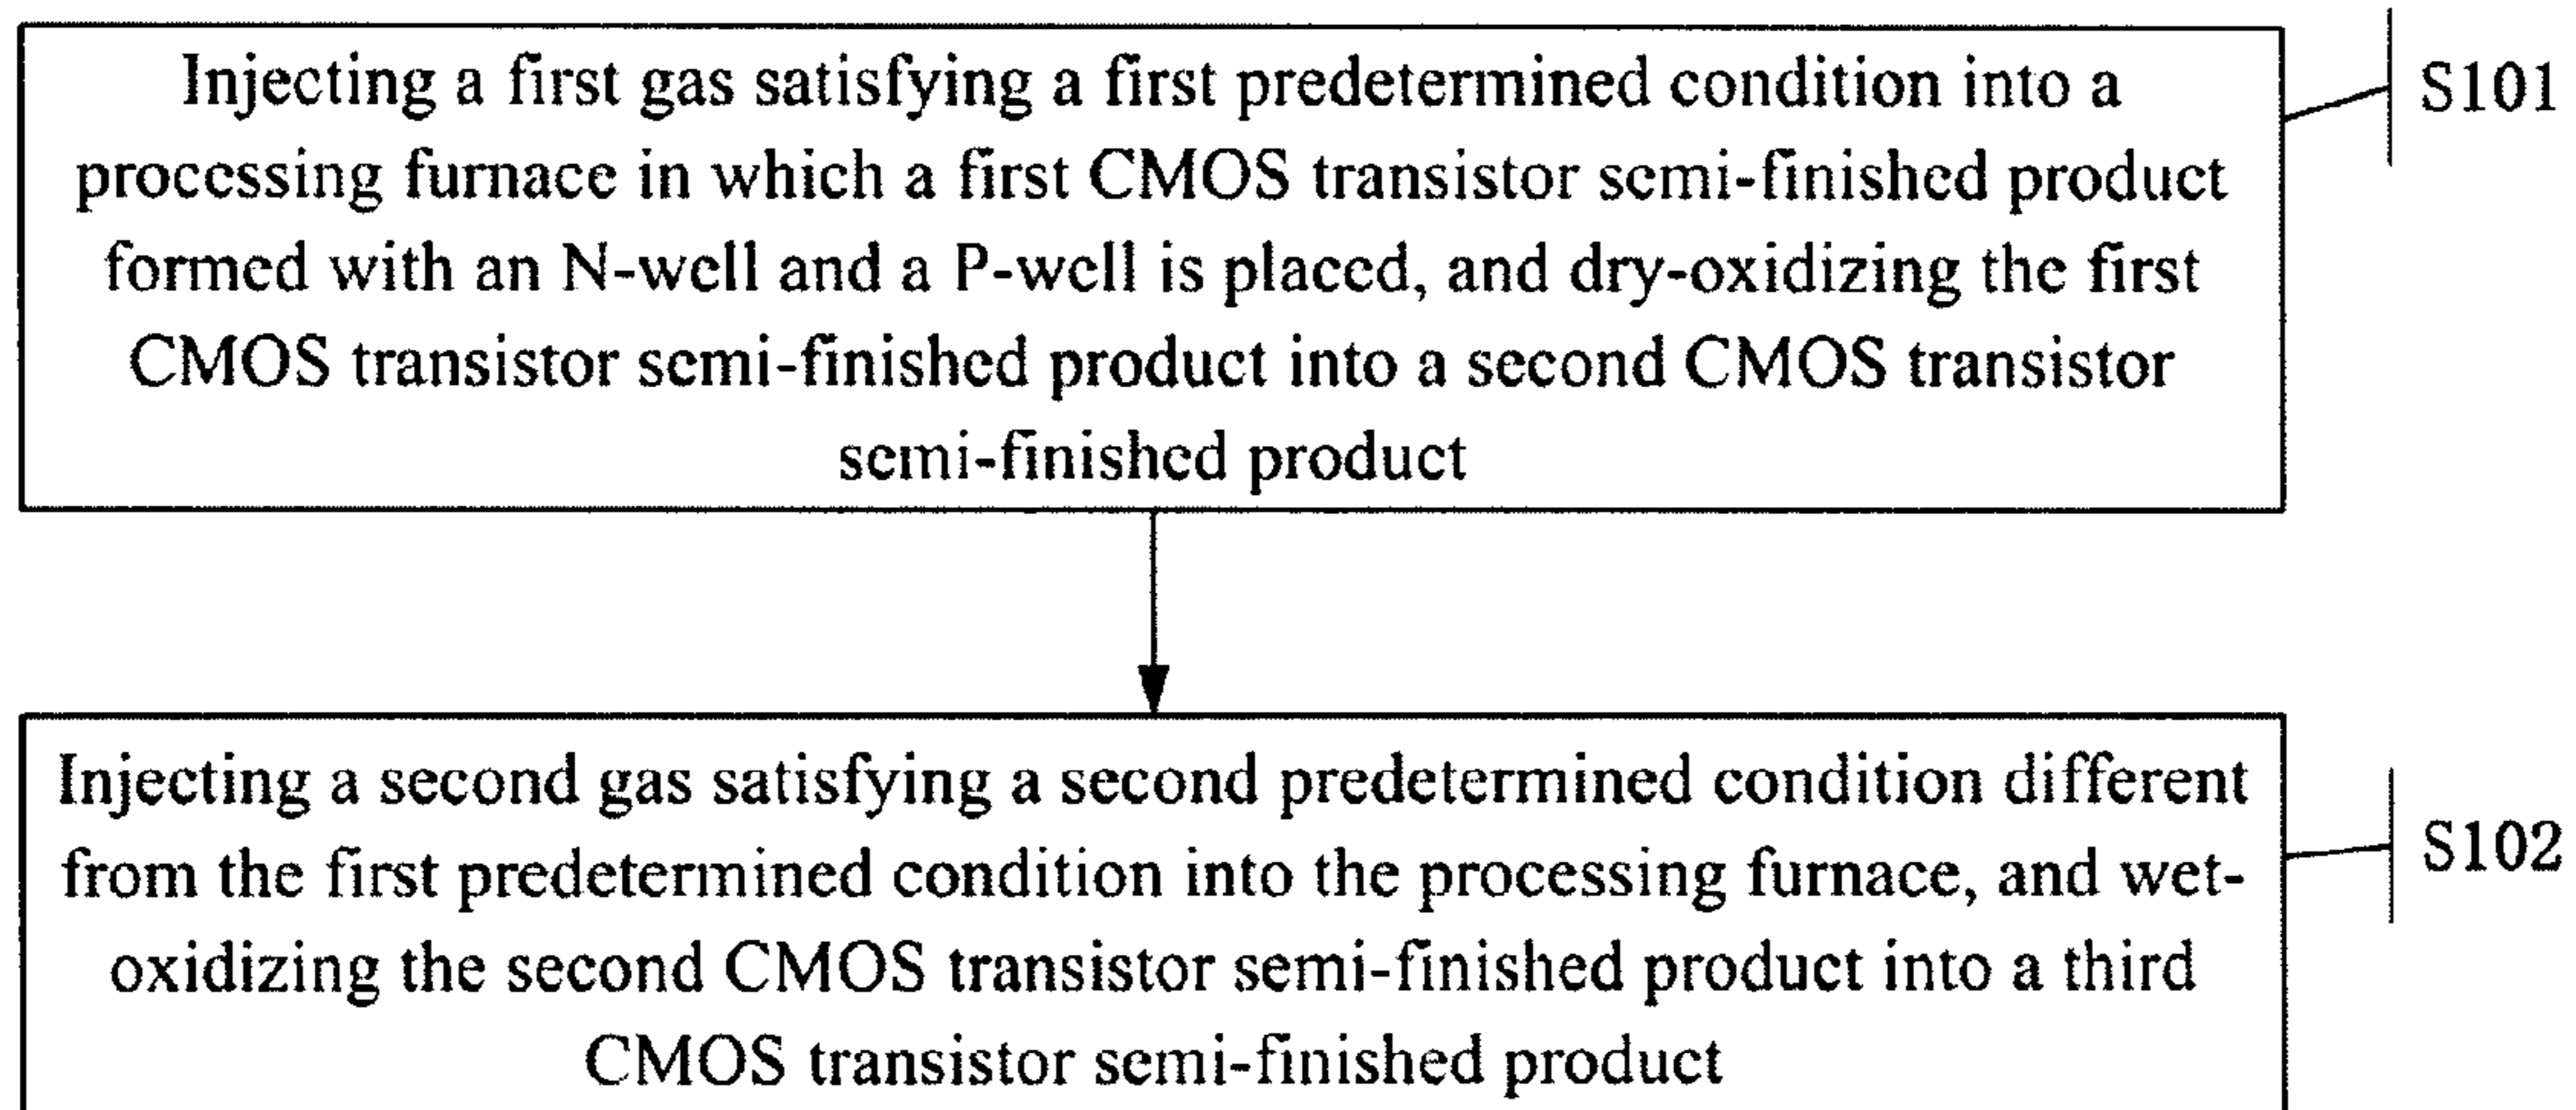 Injecting a first gas satisfying a first predetermined condition into a
processing furnace in which a first CMOS transistor semi-finished product
formed with an N-well and a P-well is placed, and dry-oxidizing the first
CMOS transistor semi-finished product into a second CMOS transistor
semi-finished product
S101
Injecting a second gas satisfying a second predetermined condition different
from the first predetermined condition into the processing furnace, and wet-
oxidizing the second CMOS transistor semi-finished product into a third
CMOS transistor semi-finished product
S102